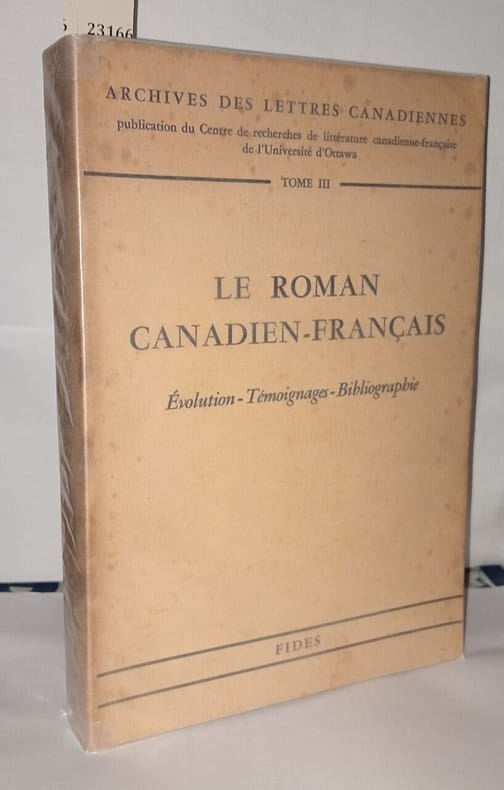 23166
ARCHIVES DES LETTRES CANADIENNES
publication du Centre de recherches de littérature canadienne-française
de l'Université d'Ottawa
TOME III
LE ROMAN
CANADIEN-FRANÇAIS
Évolution - Témoignages - Bibliographie
FIDES